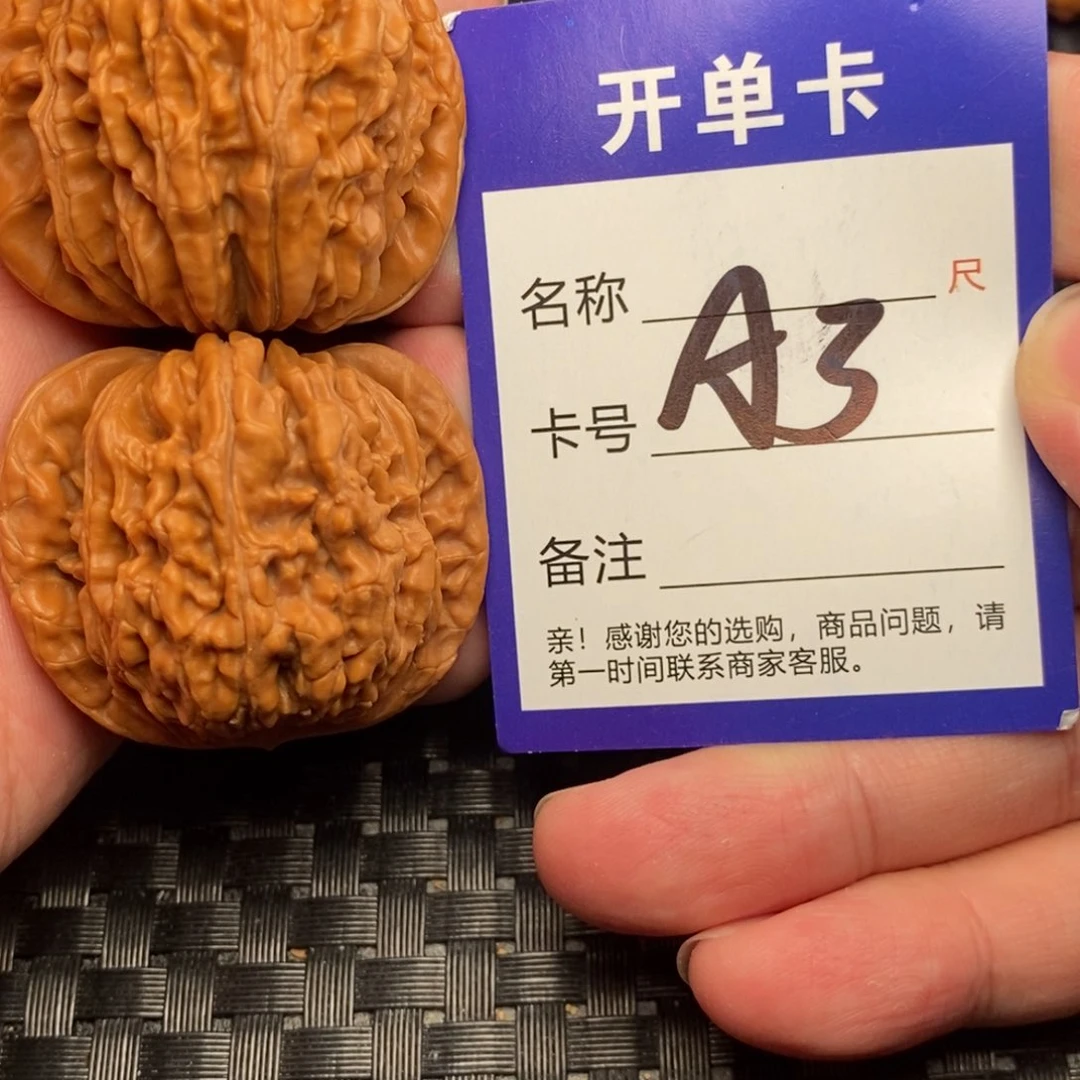 开单卡
名称 尺
A3
卡号
备注
亲！感谢您的选购，商品问题，请
第一时间联系商家客服。